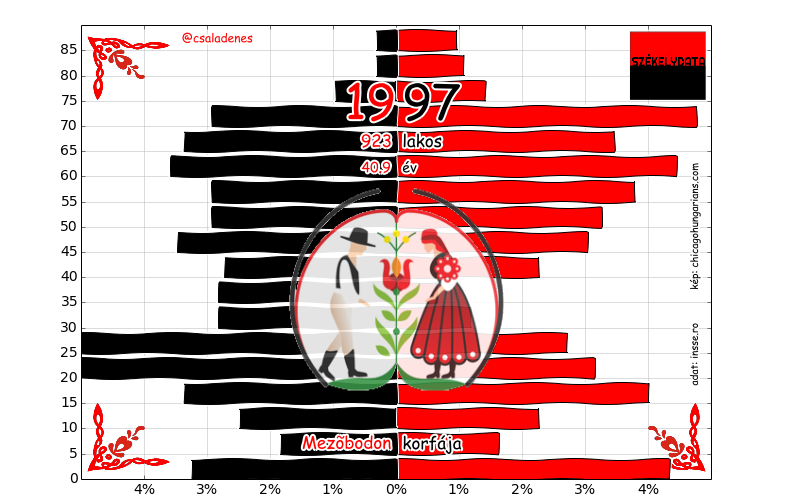 @csaladenes
SZÉKELYDATA
1997
923 lakos
40.9 év
kép: chicagohungarians.com
adat: insse.ro
Mezőbodon korfája
85
80
75
70
65
60
55
50
45
40
35
30
25
20
15
10
5
0
4% 3% 2% 1% 0% 1% 2% 3% 4%